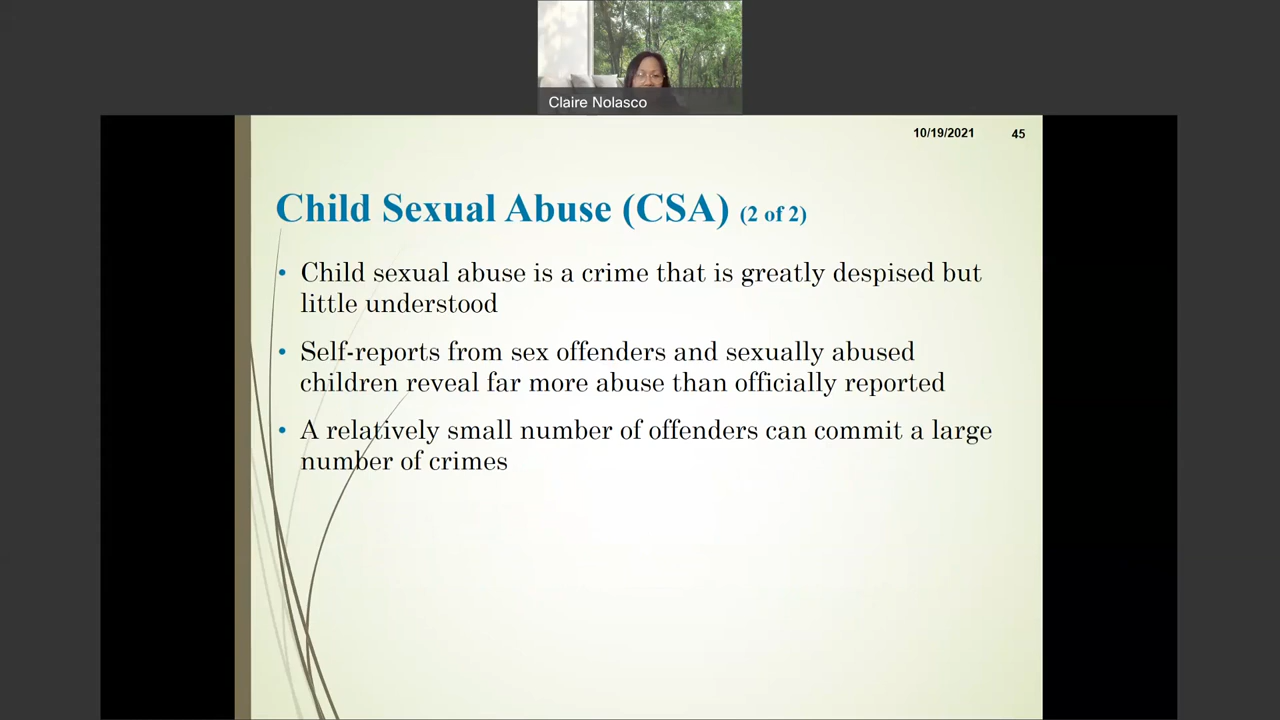 Claire Nolasco
10/19/2021 45
Child Sexual Abuse (CSA) (2 of 2)
• Child sexual abuse is a crime that is greatly despised but
little understood
• Self-reports from sex offenders and sexually abused
children reveal far more abuse than officially reported
• A relatively small number of offenders can commit a large
number of crimes